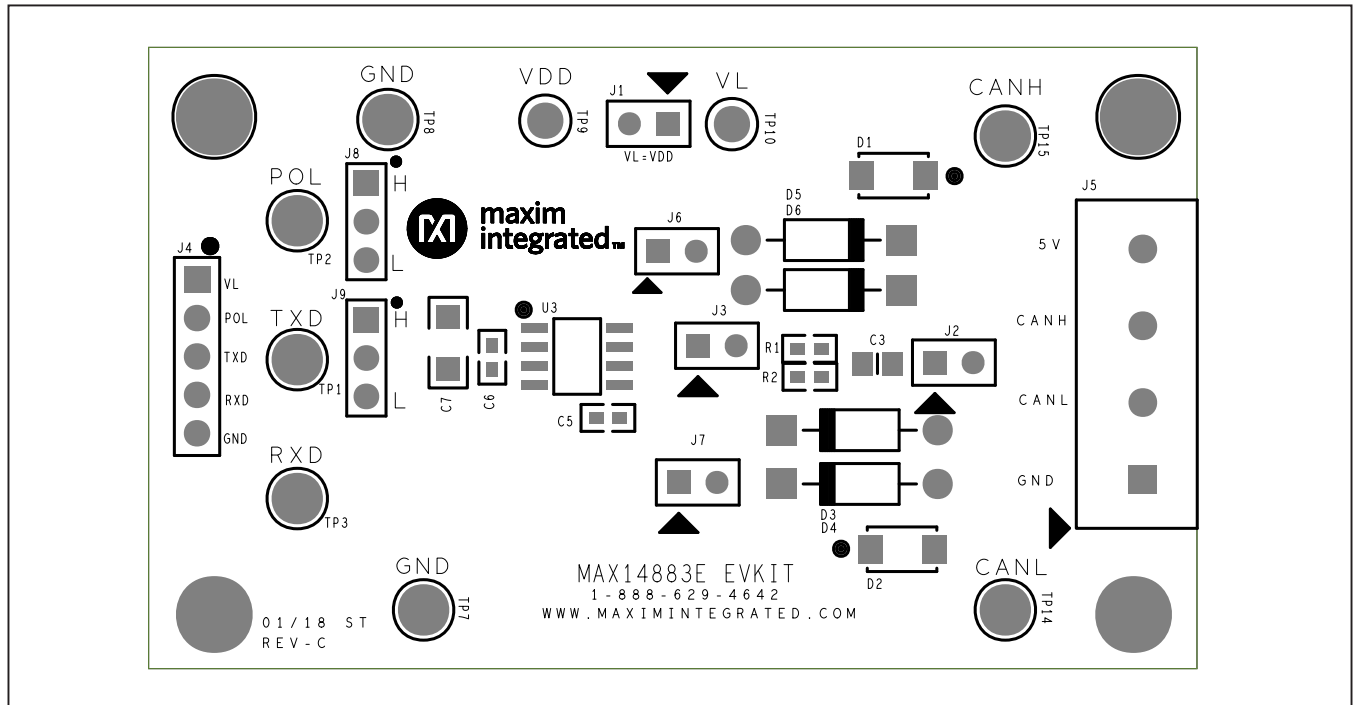 GND
VDD
J1
VL
CANH
TP8
TP9
VL=VDD
TP10
TP15
J8
H
D1
POL
J5
maxim
integrated™
D5
D6
J6
5V
J4
TP2
L
VL
J9
POL
TXD
H
U3
J3
CANH
R1
C3
J2
TXD
R2
TP1
RXD
L
C7
C6
C5
CANL
GND
J7
RXD
GND
TP3
D3
D4
GND
MAX14883E EVKIT
CANL
D2
1-888-629-4642
TP7
WWW.MAXIMINTEGRATED.COM
TP14
01/18 ST
REV-C